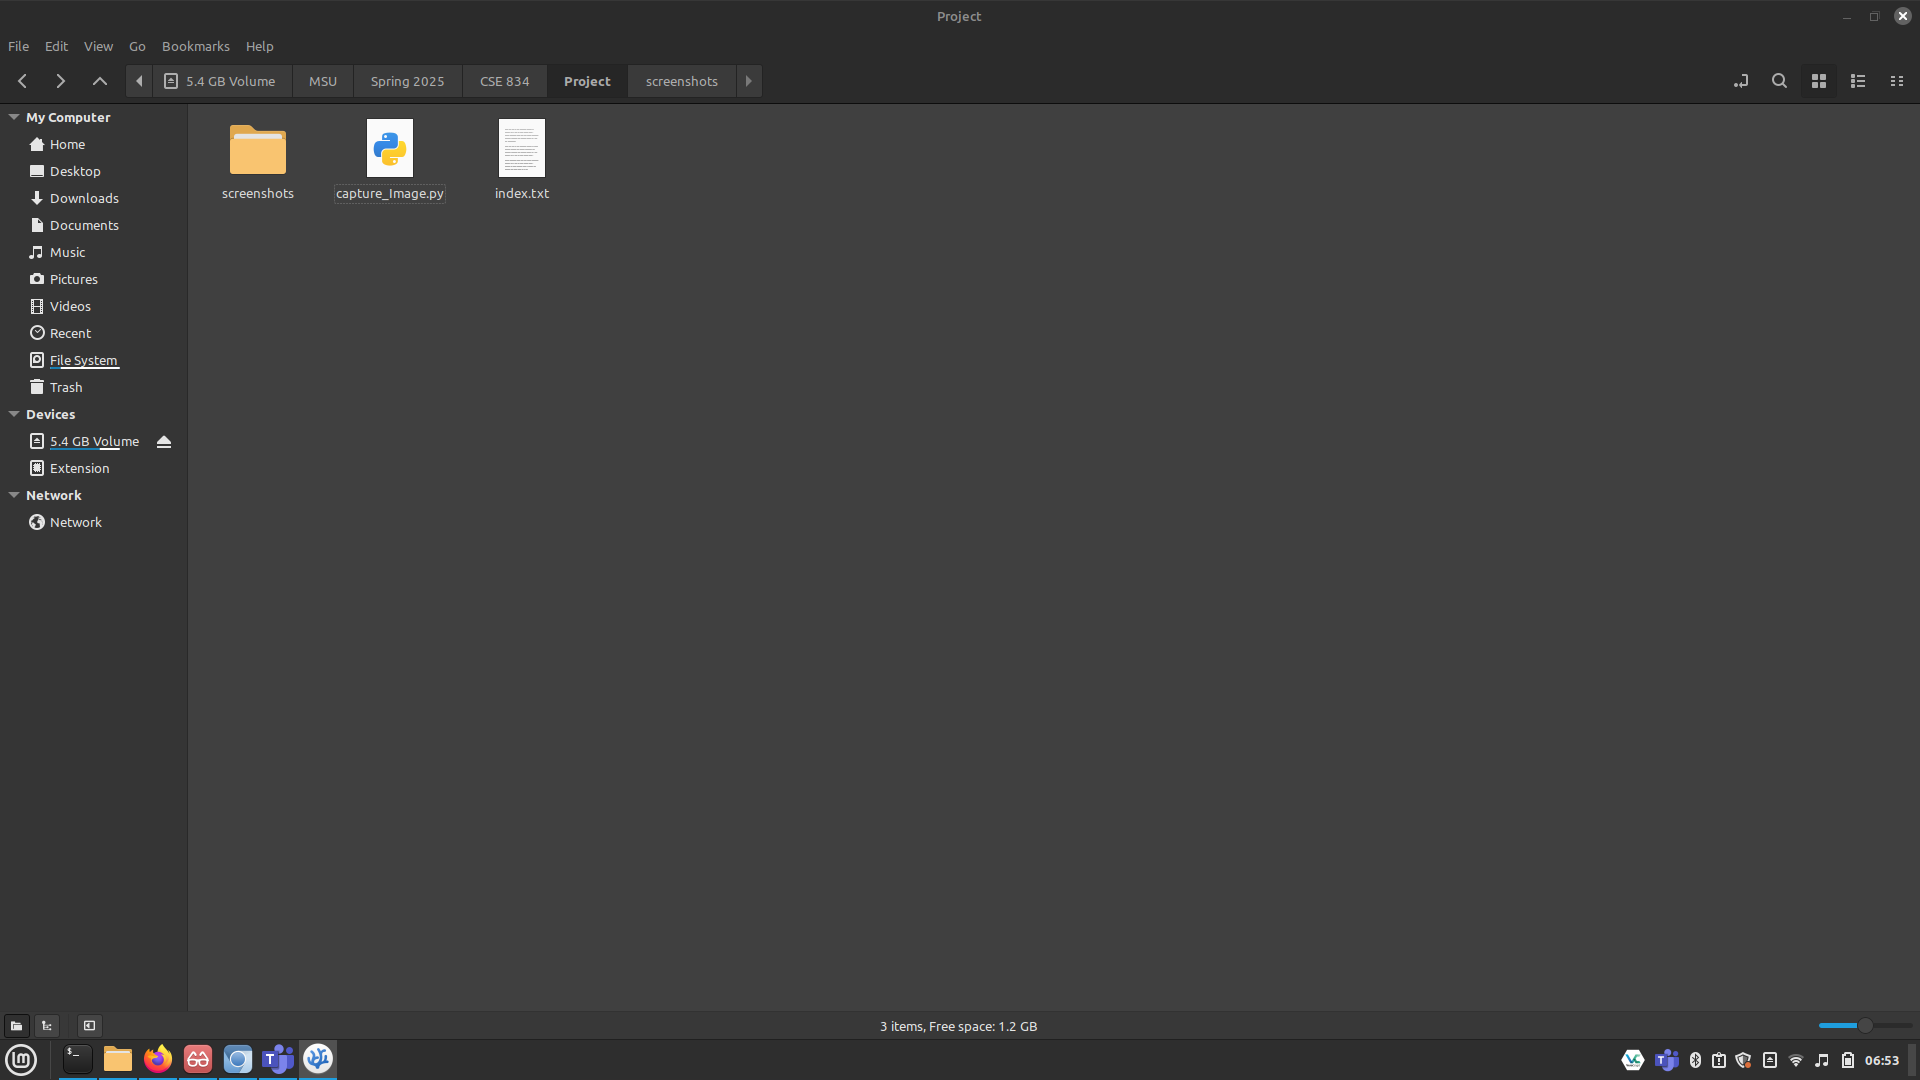 Project
File Edit View Go Bookmarks Help
5.4 GB Volume MSU Spring 2025 CSE 834 Project screenshots
My Computer
Home
Desktop
Downloads
Documents
Music
Pictures
Videos
Recent
File System
Trash
Devices
5.4 GB Volume
Extension
Network
Network
screenshots capture_Image.py index.txt
3 items, Free space: 1.2 GB
06:53